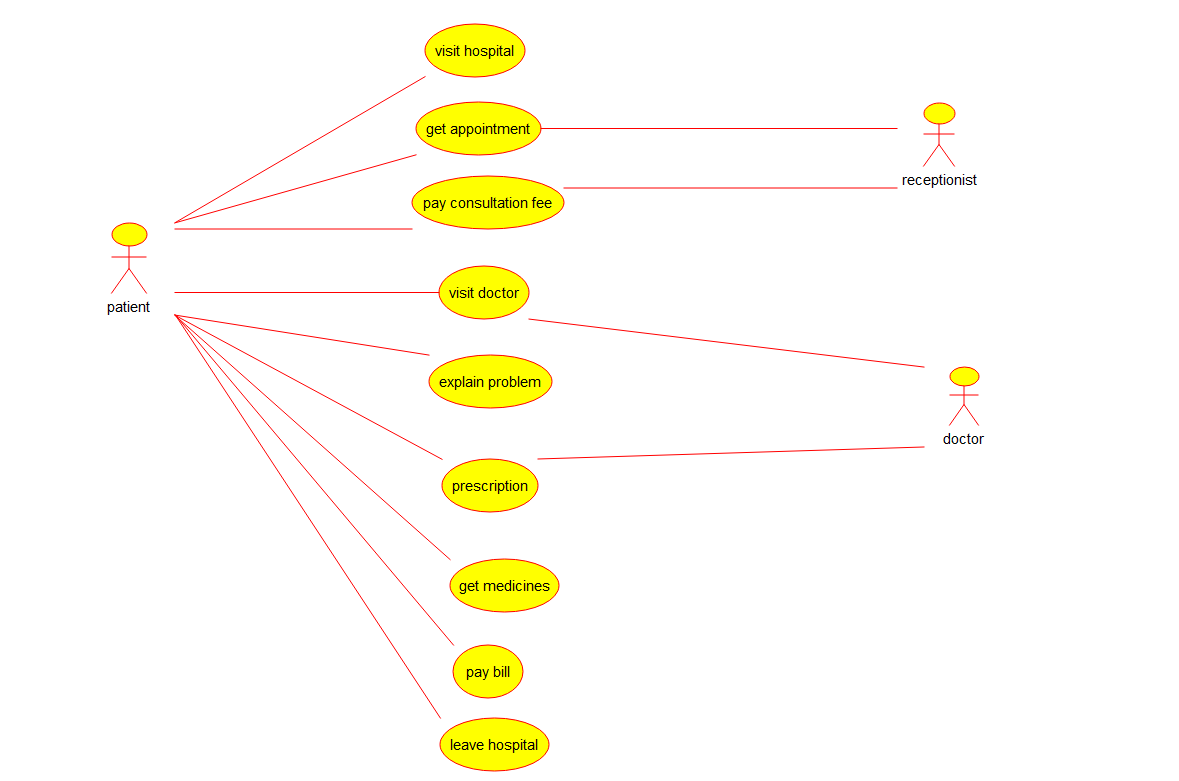 visit hospital
get appointment
receptionist
pay consultation fee
patient
visit doctor
explain problem
doctor
prescription
get medicines
pay bill
leave hospital